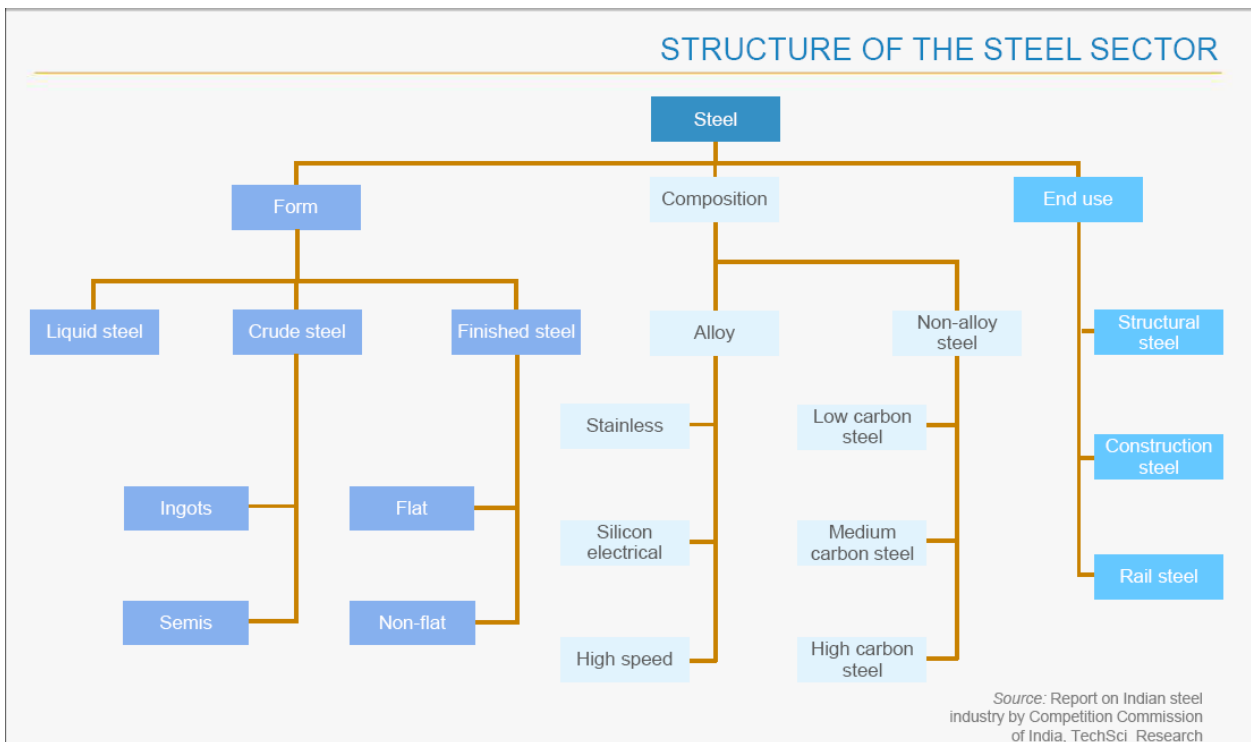 STRUCTURE OF THE STEEL SECTOR
Steel
Form
Composition
End use
Liquid steel
Crude steel
Finished steel
Alloy
Non-alloy
steel
Structural
steel
Stainless
Low carbon
steel
Construction
steel
Ingots
Flat
Silicon
electrical
Medium
carbon steel
Rail steel
Semis
Non-flat
High speed
High carbon
steel
Source: Report on Indian steel
industry by Competition Commission
of India, TechSci Research